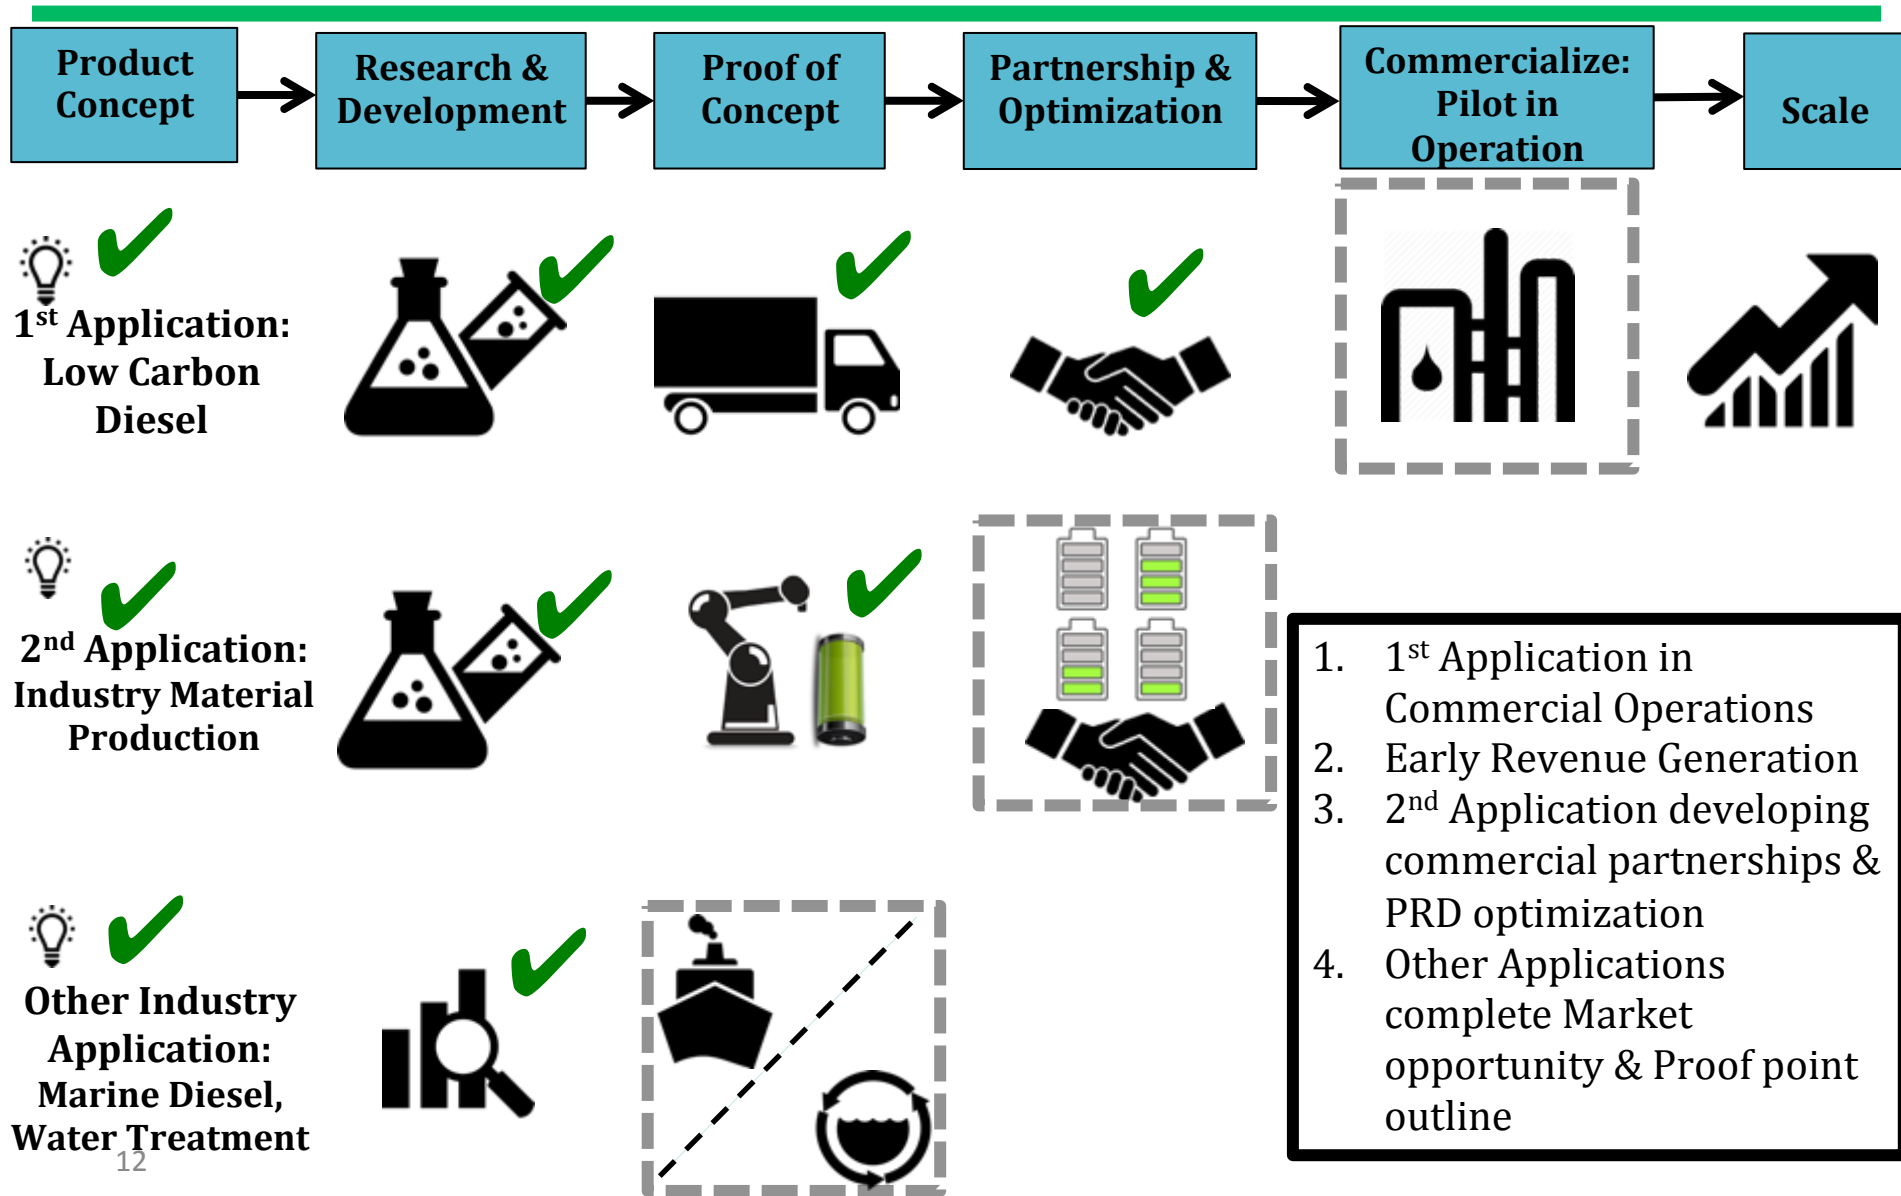 Product
Concept
Research &
Development
Proof of
Concept
Partnership &
Optimization
Commercialize:
Pilot in
Operation
Scale
1st Application:
Low Carbon
Diesel
2nd Application:
Industry Material
Production
Other Industry
Application:
Marine Diesel,
Water Treatment
1. 1st Application in
Commercial Operations
2. Early Revenue Generation
3. 2nd Application developing
commercial partnerships &
PRD optimization
4. Other Applications
complete Market
opportunity & Proof point
outline
12